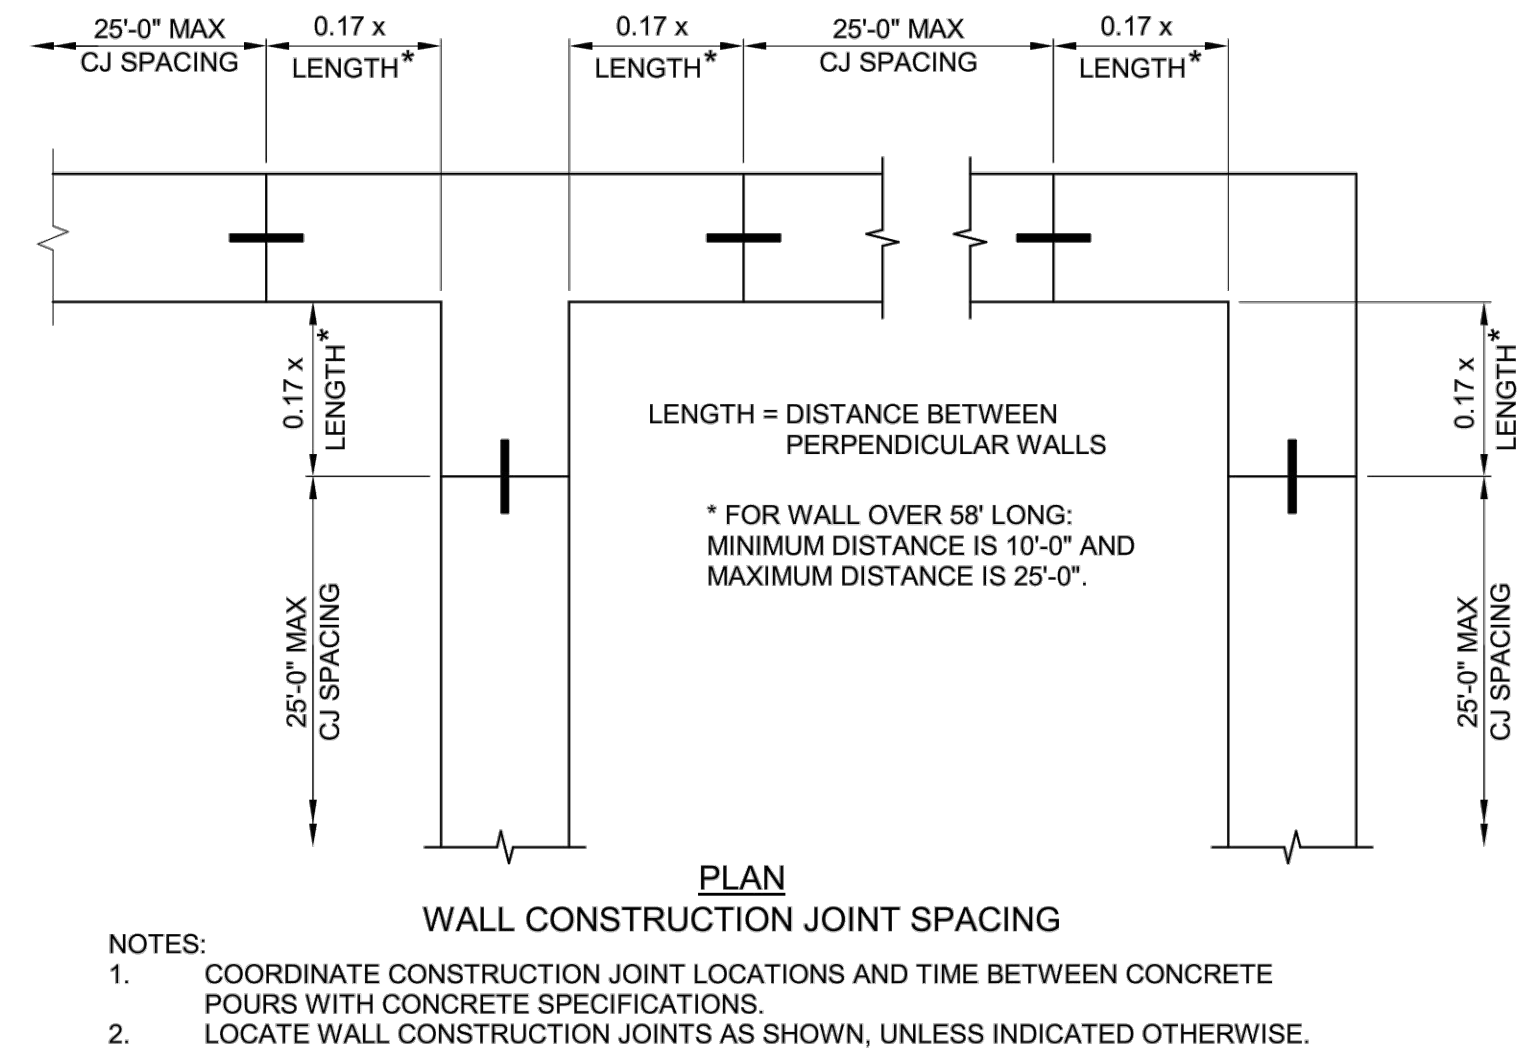 25'-0" MAX
CJ SPACING
0.17 x
LENGTH*
0.17 x
LENGTH*
25'-0" MAX
CJ SPACING
0.17 x
LENGTH*
0.17 x
LENGTH*
25'-0" MAX
CJ SPACING
LENGTH = DISTANCE BETWEEN
PERPENDICULAR WALLS
* FOR WALL OVER 58' LONG:
MINIMUM DISTANCE IS 10'-0" AND
MAXIMUM DISTANCE IS 25'-0".
0.17 x
LENGTH*
25'-0" MAX
CJ SPACING
PLAN
WALL CONSTRUCTION JOINT SPACING
NOTES:
1. COORDINATE CONSTRUCTION JOINT LOCATIONS AND TIME BETWEEN CONCRETE
POURS WITH CONCRETE SPECIFICATIONS.
2. LOCATE WALL CONSTRUCTION JOINTS AS SHOWN, UNLESS INDICATED OTHERWISE.